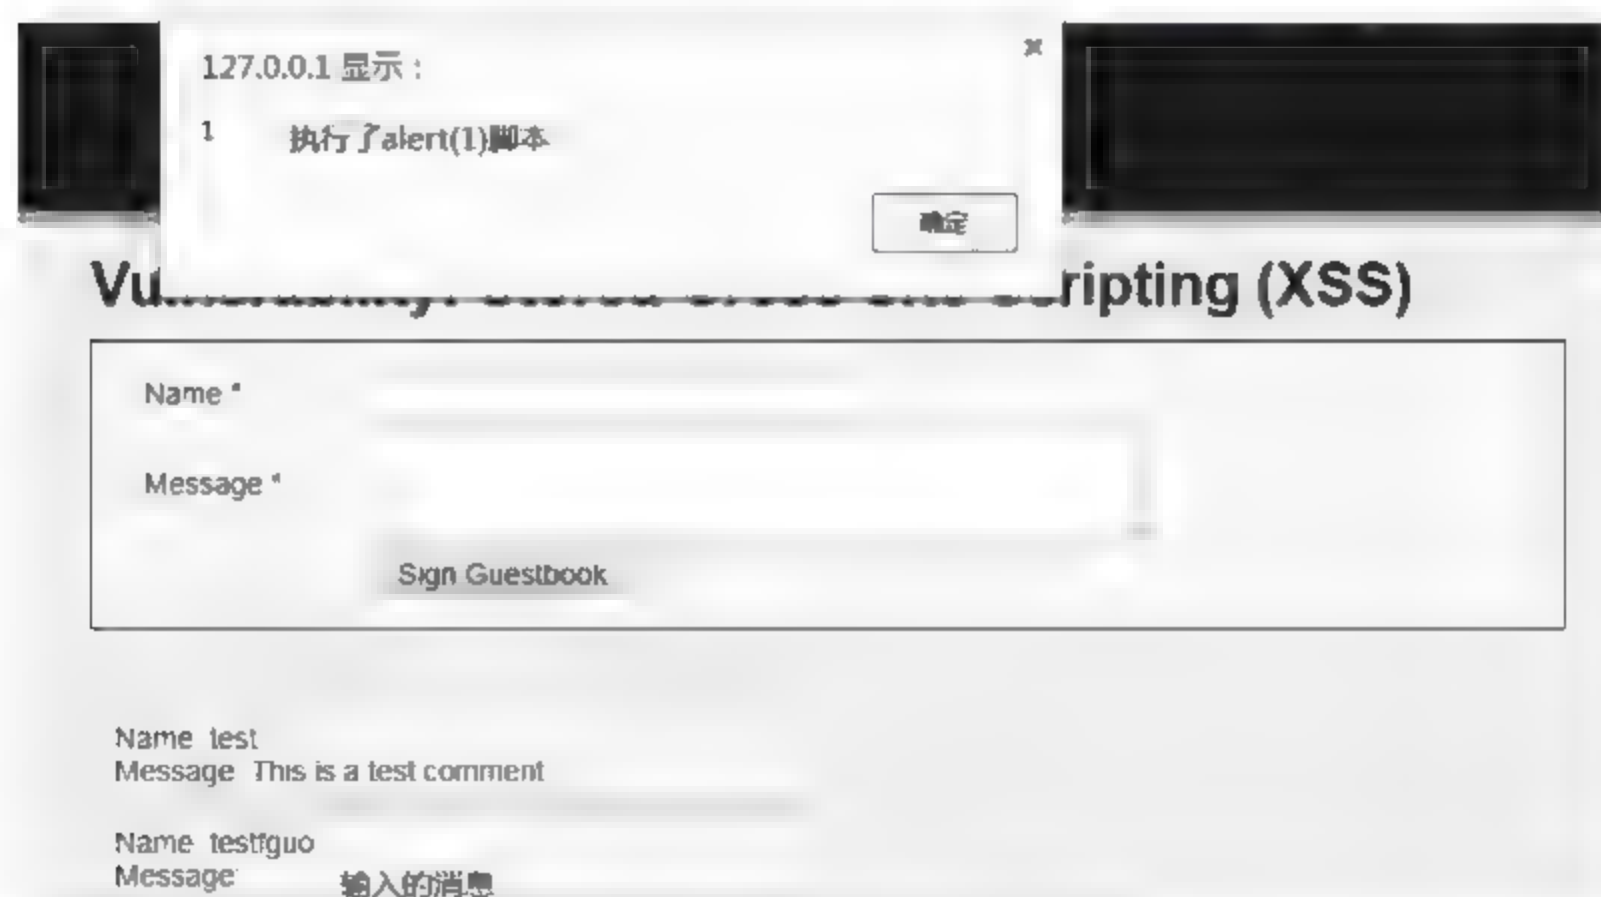 127.0.0.1 显示：
1 执行了alert(1)脚本
确定
ripting (XSS)
Name *
Message *
Sign Guestbook
Name test
Message This is a test comment
Name testfguo
Message:
输入的消息